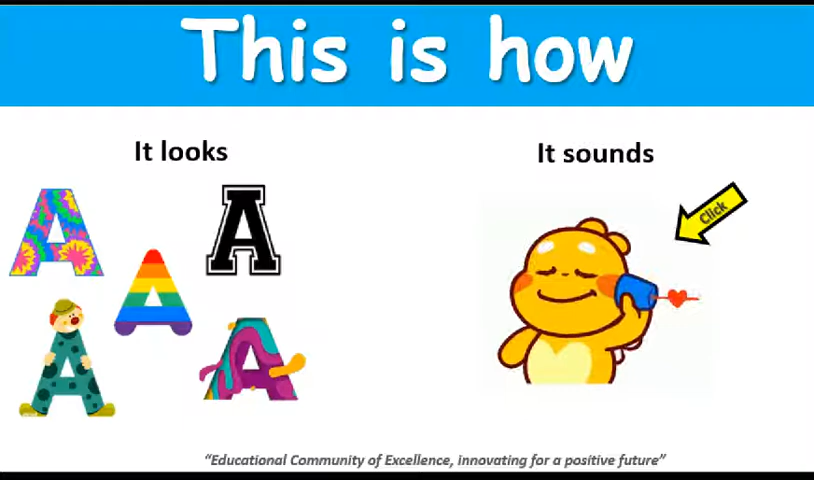 This is how
It looks
It sounds
A
A
A
A
A
Click
"Educational Community of Excellence, innovating for a positive future"